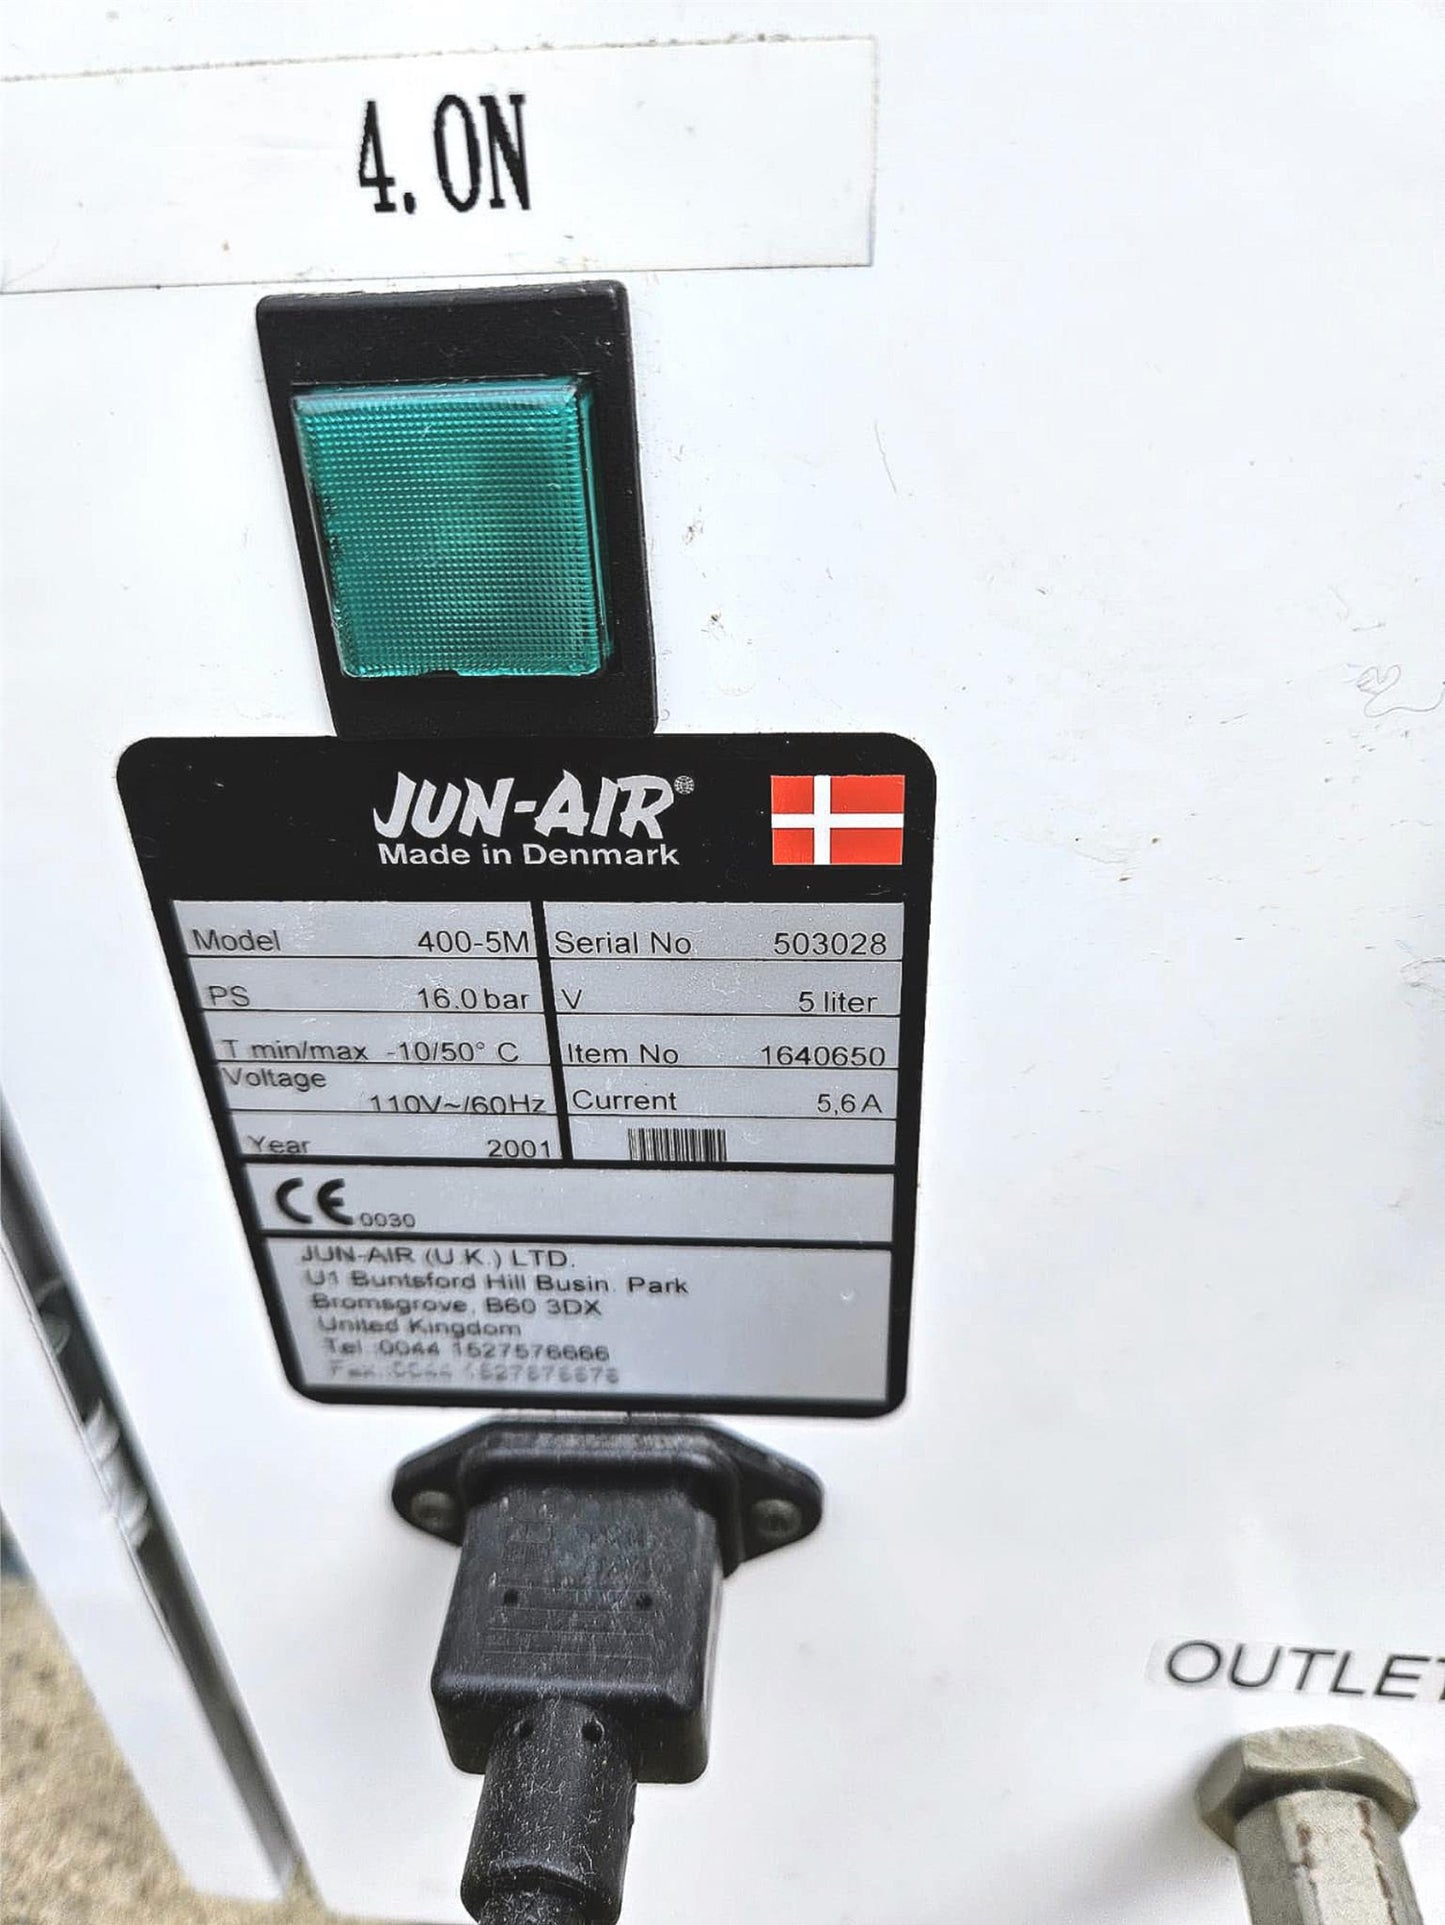 4.ON
JUN-AIR®
Made in Denmark
Model 400-5M Serial No 503028
PS 16.0 bar V 5 liter
T min/max -10/50° C Item No 1640650
Voltage 110V~/60Hz Current 5,6 A
Year 2001
CE 0030
JUN-AIR (U.K.) LTD.
U1 Buntsford Hill Busin. Park
Bromsgrove, B60 3DX
United Kingdom
Tel.:0044 1527576666
OUTLET